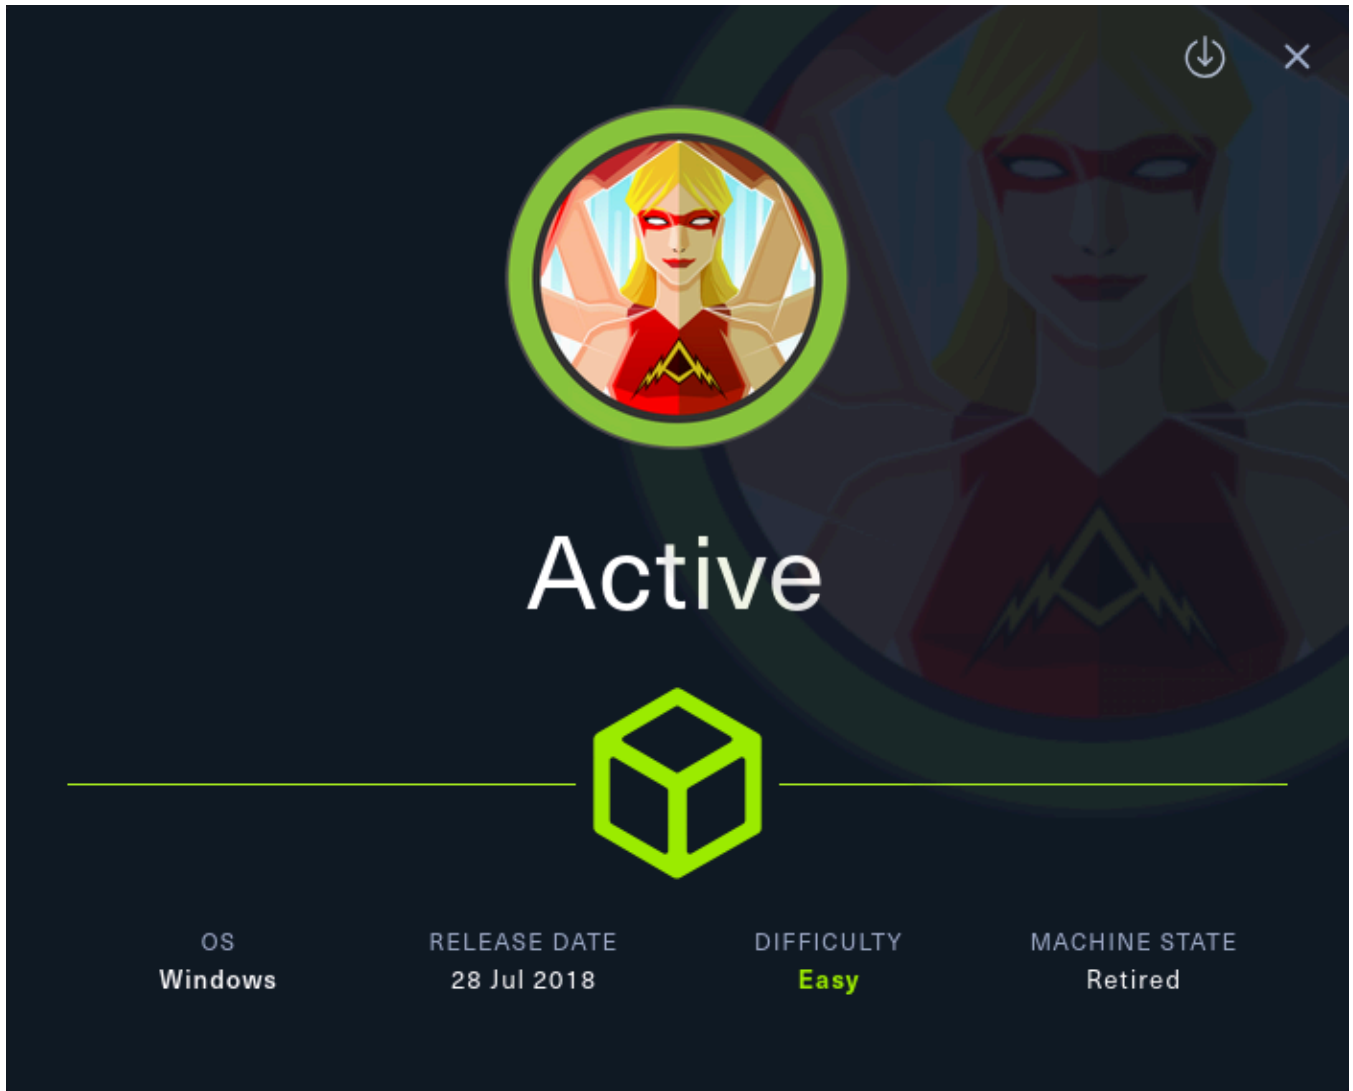 Active
OS
Windows
RELEASE DATE
28 Jul 2018
DIFFICULTY
Easy
MACHINE STATE
Retired